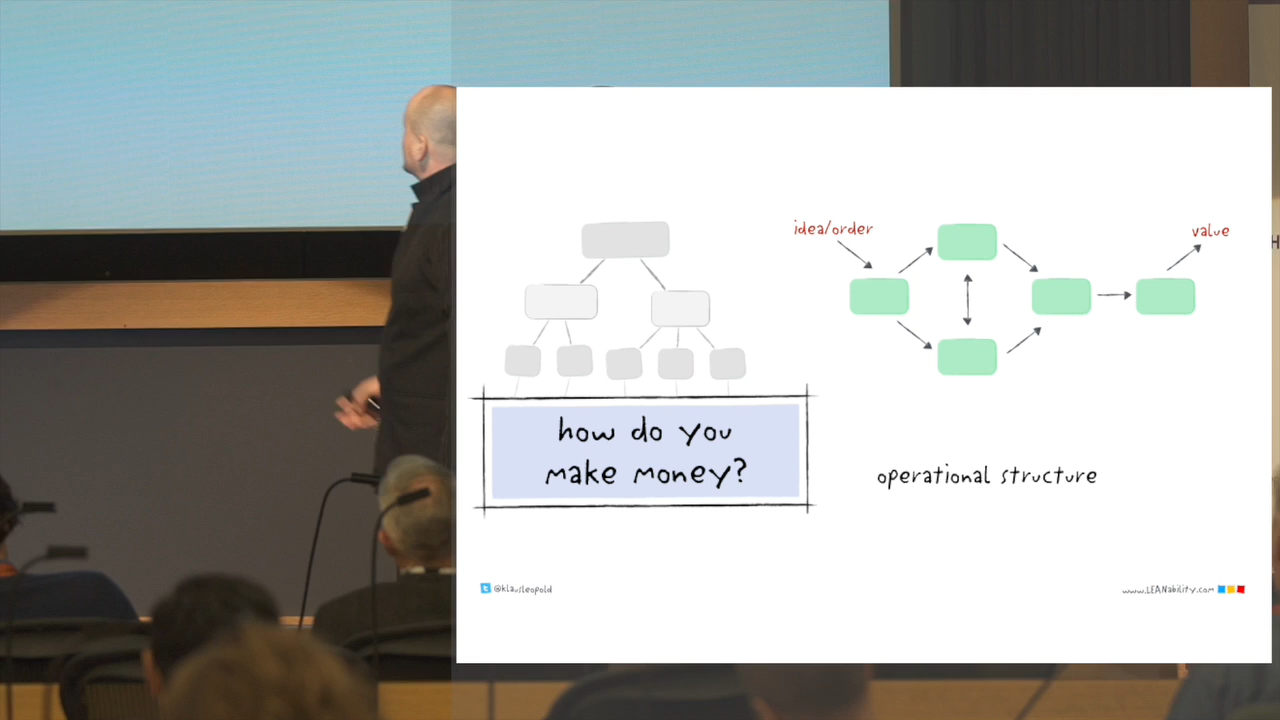 idea/order
value
how do you
make money?
operational structure
@klausleopold
www.LEANability.com
H